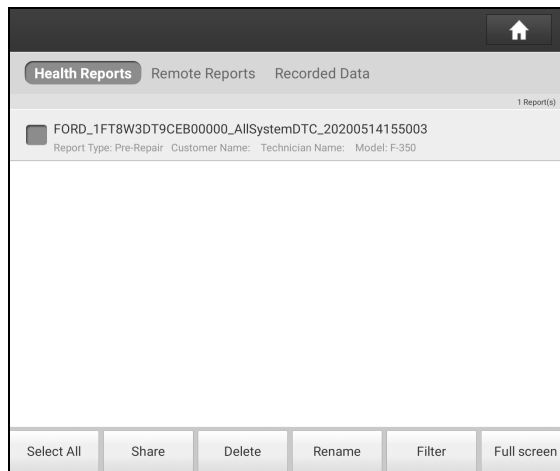 Health Reports Remote Reports Recorded Data
1 Report(s)
FORD_1FT8W3DT9CEB00000_AllSystemDTC_20200514155003
Report Type: Pre-Repair Customer Name: Technician Name: Model: F-350
Select All Share Delete Rename Filter Full screen